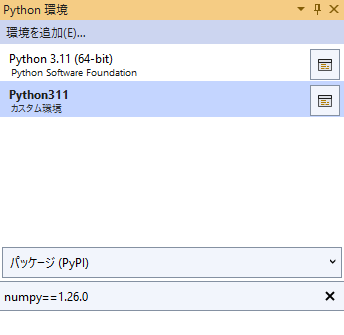 Python 環境
環境を追加(E)...
Python 3.11 (64-bit)
Python Software Foundation
Python311
カスタム環境
パッケージ (PyPI)
numpy==1.26.0